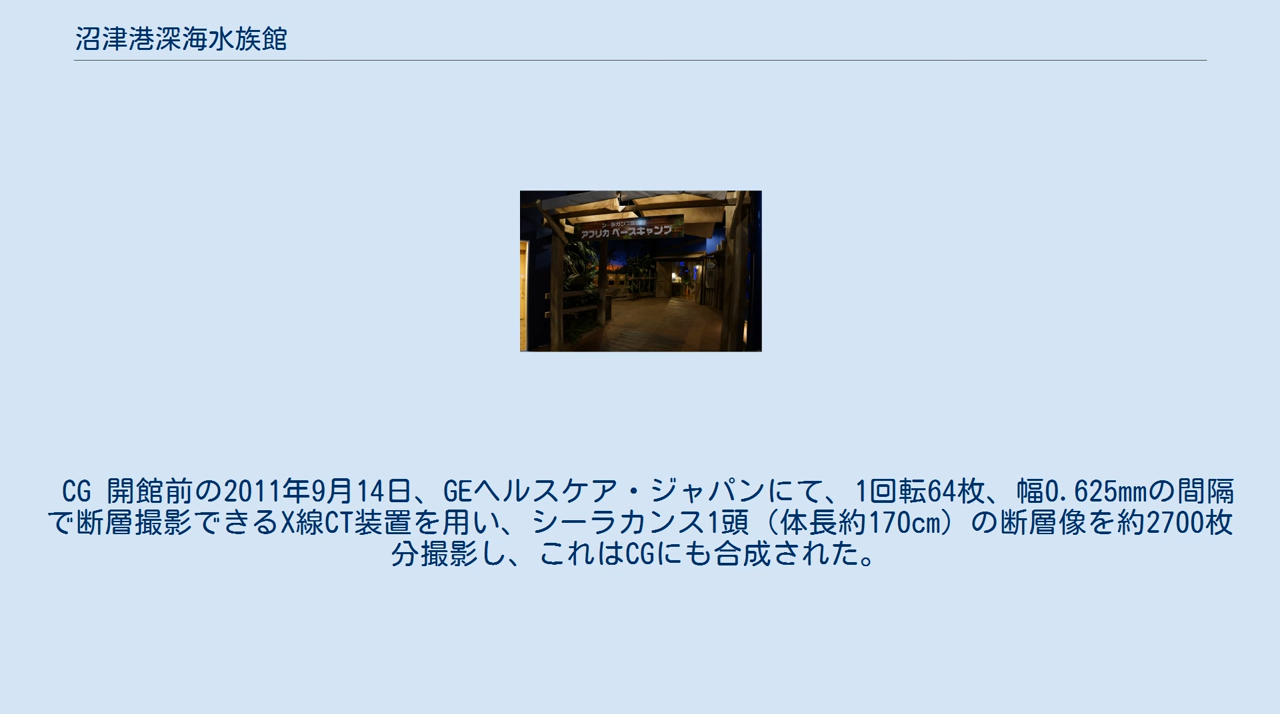 沼津港深海水族館
アフリカ ベースキャンプ
CG 開館前の2011年9月14日、GEヘルスケア・ジャパンにて、1回転64枚、幅0.625mmの間隔
で断層撮影できるX線CT装置を用い、シーラカンス1頭（体長約170cm）の断層像を約2700枚
分撮影し、これはCGにも合成された。